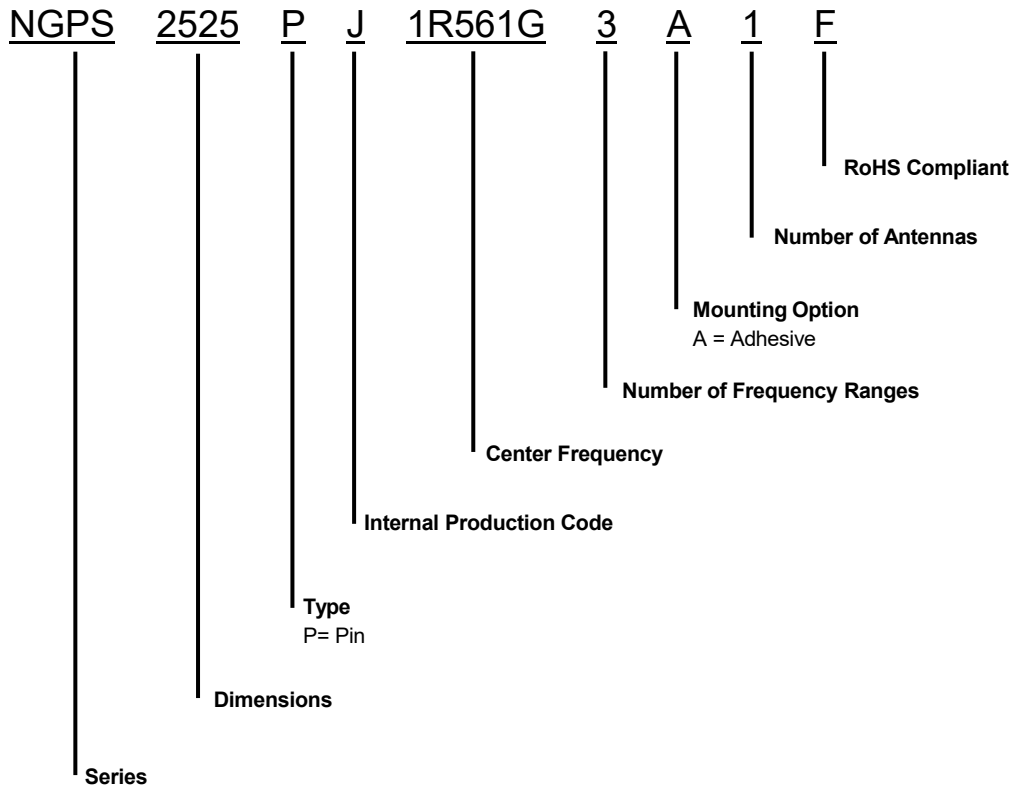 NGPS 2525 P J 1R561G 3 A 1 F
RoHS Compliant
Number of Antennas
Mounting Option
A = Adhesive
Number of Frequency Ranges
Center Frequency
Internal Production Code
Type
P= Pin
Dimensions
Series